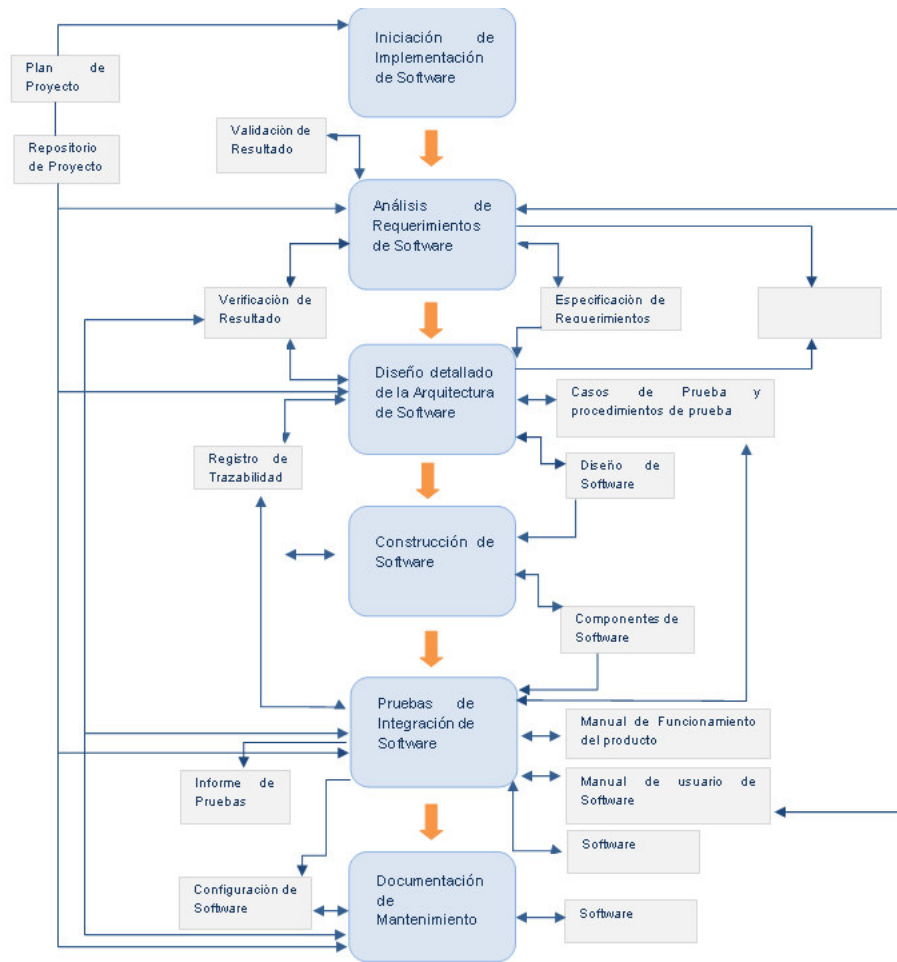 Iniciación de
Implementación
de Software
Plan de
Proyecto
Repositorio
de Proyecto
Validación de
Resultado
Análisis de
Requerimientos
de Software
Verificación de
Resultado
Especificación de
Requerimientos
Diseño detallado
de la Arquitectura
de Software
Casos de Prueba y
procedimientos de prueba
Registro de
Trazabilidad
Diseño de
Software
Construcción de
Software
Componentes de
Software
Pruebas de
Integración de
Software
Manual de Funcionamiento
del producto
Informe de
Pruebas
Manual de usuario de
Software
Software
Configuración de
Software
Documentación
de
Mantenimiento
Software